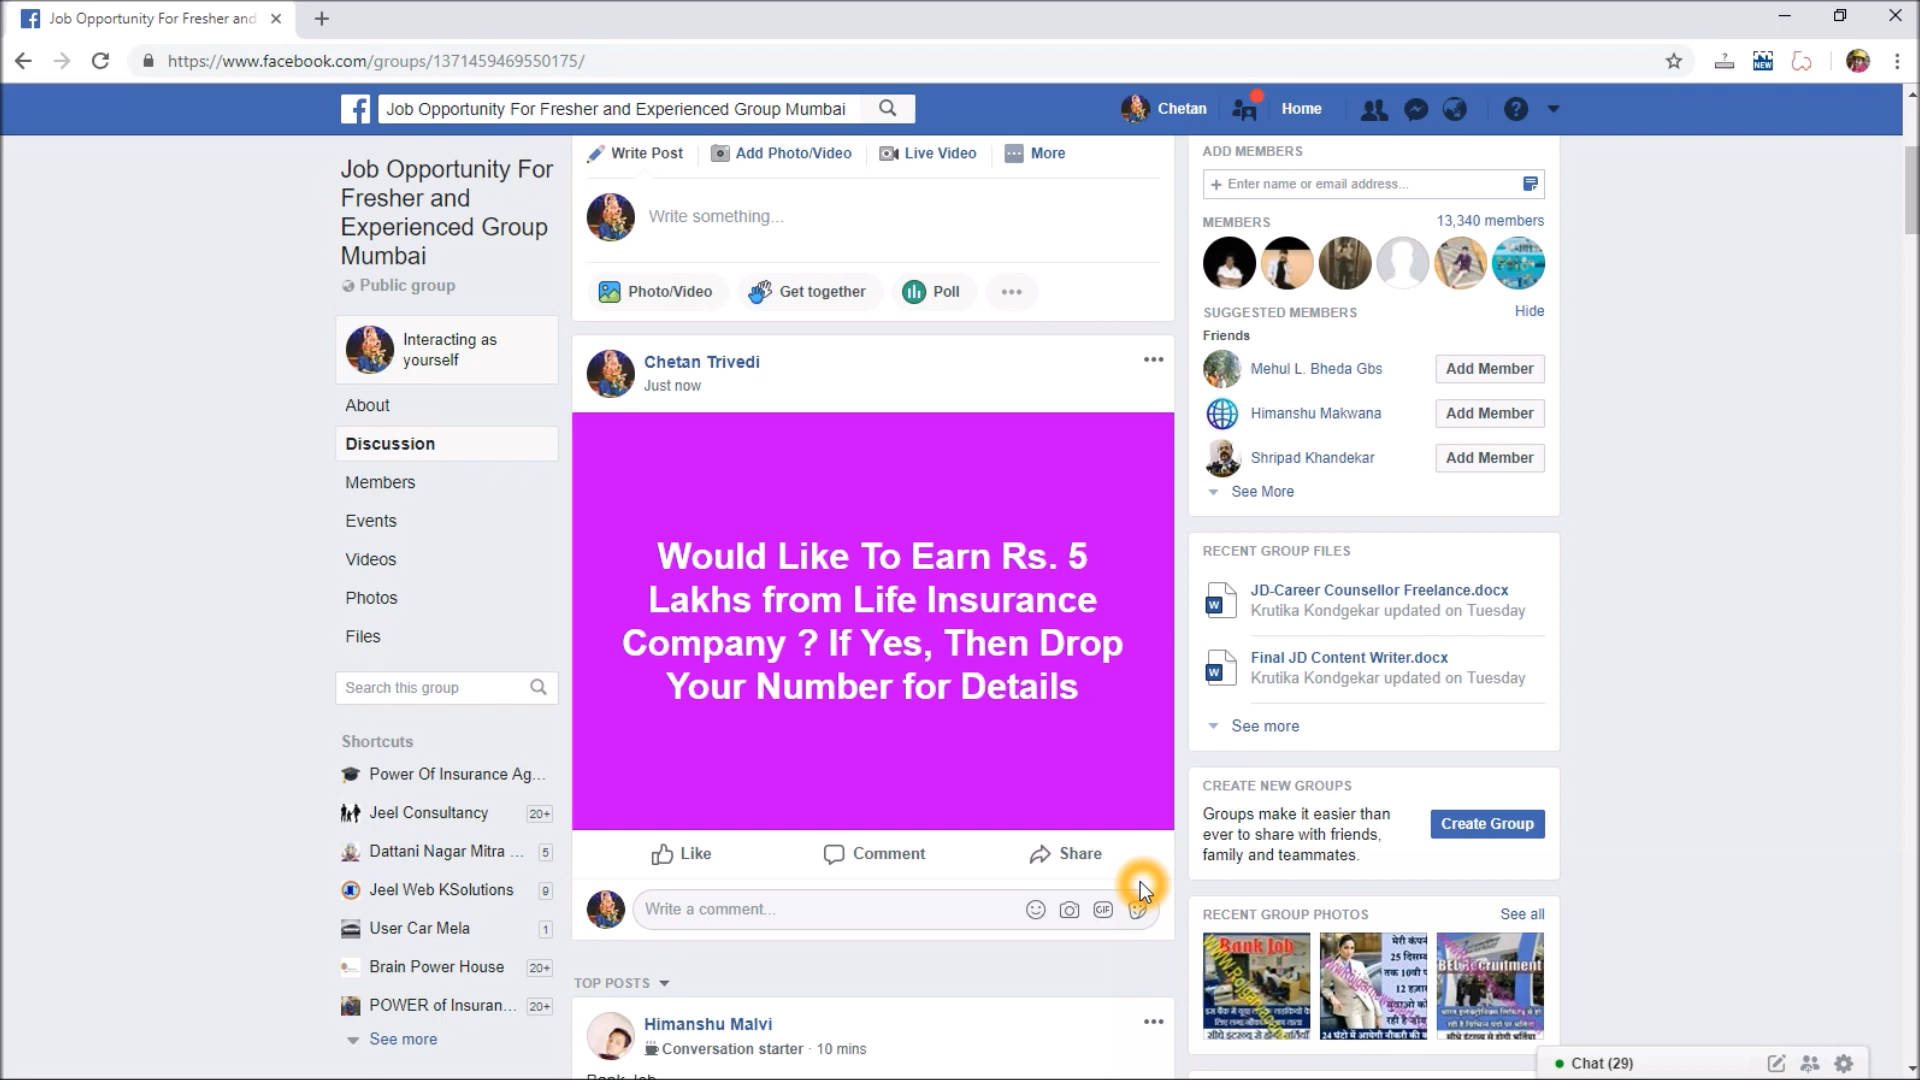 Job Opportunity For Fresher and
https://www.facebook.com/groups/1371459469550175/
NEW
Job Opportunity For Fresher and Experienced Group Mumbai
Chetan
Home
Job Opportunity For
Fresher and
Experienced Group
Mumbai
Public group
Interacting as
yourself
About
Discussion
Members
Events
Videos
Photos
Files
Search this group
Shortcuts
Power Of Insurance Ag...
Jeel Consultancy 20+
Dattani Nagar Mitra ... 5
Jeel Web KSolutions 9
User Car Mela 1
Brain Power House 20+
POWER of Insuran... 20+
See more
Write Post
Add Photo/Video
Live Video
More
Write something...
Photo/Video
Get together
Poll
Chetan Trivedi
Just now
Would Like To Earn Rs. 5
Lakhs from Life Insurance
Company ? If Yes, Then Drop
Your Number for Details
Like
Comment
Share
Write a comment...
GIF
TOP POSTS
Himanshu Malvi
Conversation starter · 10 mins
Bank Job
ADD MEMBERS
+ Enter name or email address...
MEMBERS
13,340 members
SUGGESTED MEMBERS
Hide
Friends
Mehul L. Bheda Gbs
Add Member
Himanshu Makwana
Add Member
Shripad Khandekar
Add Member
See More
RECENT GROUP FILES
JD-Career Counsellor Freelance.docx
Krutika Kondgekar updated on Tuesday
Final JD Content Writer.docx
Krutika Kondgekar updated on Tuesday
See more
CREATE NEW GROUPS
Groups make it easier than
ever to share with friends,
family and teammates.
Create Group
RECENT GROUP PHOTOS
See all
Bank Job
25 दिसम्
तक 10वीं
BEL Recruitment
Chat (29)